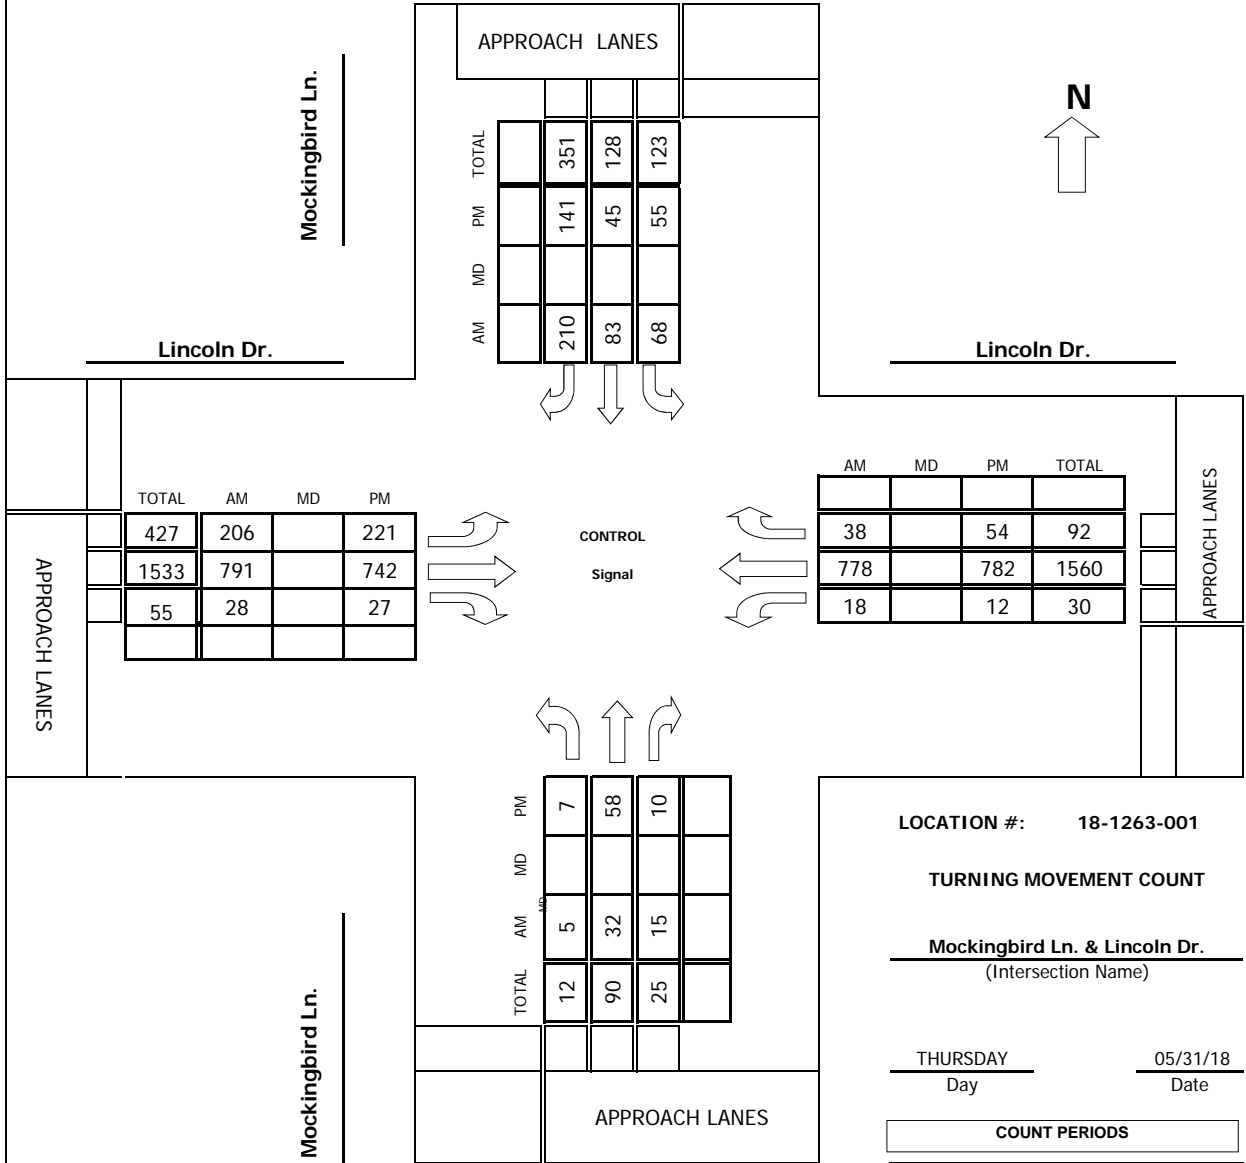 APPROACH LANES
Mockingbird Ln.
N
TOTAL 351 128 123
PM 141 45 55
MD
AM 210 83 68
Lincoln Dr.
Lincoln Dr.
AM MD PM TOTAL
38 54 92
778 782 1560
18 12 30
APPROACH LANES
TOTAL AM MD PM
427 206 221
1533 791 742
55 28 27
APPROACH LANES
CONTROL
Signal
PM 7 58 10
MD
MD
AM 5 32 15
TOTAL 12 90 25
Mockingbird Ln.
APPROACH LANES
LOCATION #: 18-1263-001
TURNING MOVEMENT COUNT
Mockingbird Ln. & Lincoln Dr.
(Intersection Name)
THURSDAY 05/31/18
Day Date
COUNT PERIODS